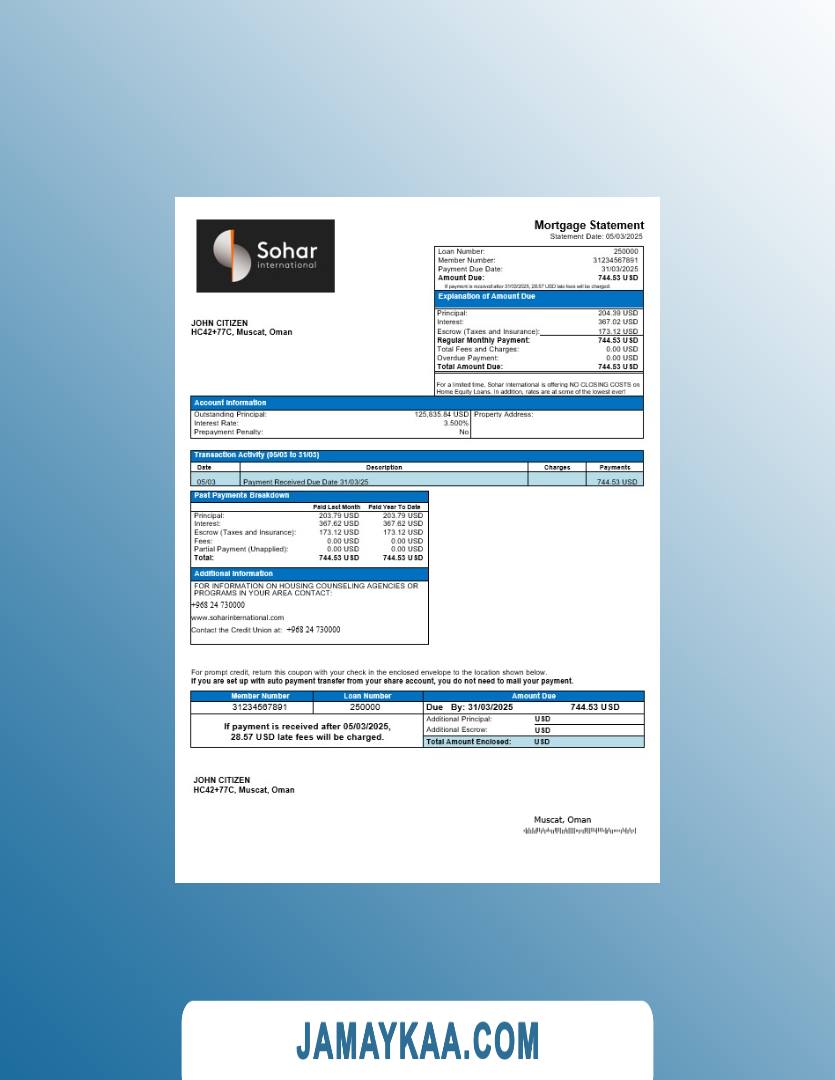 Sohar
international
Mortgage Statement
Statement Date: 05/03/2025
Loan Number: 250000
Member Number: 31234567891
Payment Due Date: 31/03/2025
Amount Due: 744.53 USD
If payment is received after 31/03/2025, 28.57 USD late fees will be charged.
Explanation of Amount Due
Principal: 204.39 USD
Interest: 367.02 USD
Escrow (Taxes and Insurance): 173.12 USD
Regular Monthly Payment: 744.53 USD
Total Fees and Charges: 0.00 USD
Overdue Payment: 0.00 USD
Total Amount Due: 744.53 USD
For a limited time, Sohar International is offering NO CLOSING COSTS on
Home Equity Loans. In addition, rates are at some of the lowest ever!
JOHN CITIZEN
HC42+77C, Muscat, Oman
Account Information
Outstanding Principal: 125,835.84 USD Property Address:
Interest Rate: 3.500%
Prepayment Penalty: No
Transaction Activity (05/03 to 31/03)
Date Description Charges Payments
05/03 Payment Received Due Date 31/03/25 744.53 USD
Past Payments Breakdown
Paid Last Month Paid Year To Date
Principal: 203.79 USD 203.79 USD
Interest: 367.62 USD 367.62 USD
Escrow (Taxes and Insurance): 173.12 USD 173.12 USD
Fees: 0.00 USD 0.00 USD
Partial Payment (Unapplied): 0.00 USD 0.00 USD
Total: 744.53 USD 744.53 USD
Additional Information
FOR INFORMATION ON HOUSING COUNSELING AGENCIES OR
PROGRAMS IN YOUR AREA CONTACT:
+968 24 730000
www.soharinternational.com
Contact the Credit Union at: +968 24 730000
For prompt credit, return this coupon with your check in the enclosed envelope to the location shown below.
If you are set up with auto payment transfer from your share account, you do not need to mail your payment.
Member Number Loan Number Amount Due
31234567891 250000 Due By: 31/03/2025 744.53 USD
If payment is received after 05/03/2025,
28.57 USD late fees will be charged.
Additional Principal: USD
Additional Escrow: USD
Total Amount Enclosed: USD
JOHN CITIZEN
HC42+77C, Muscat, Oman
Muscat, Oman
JAMAYKAA.COM